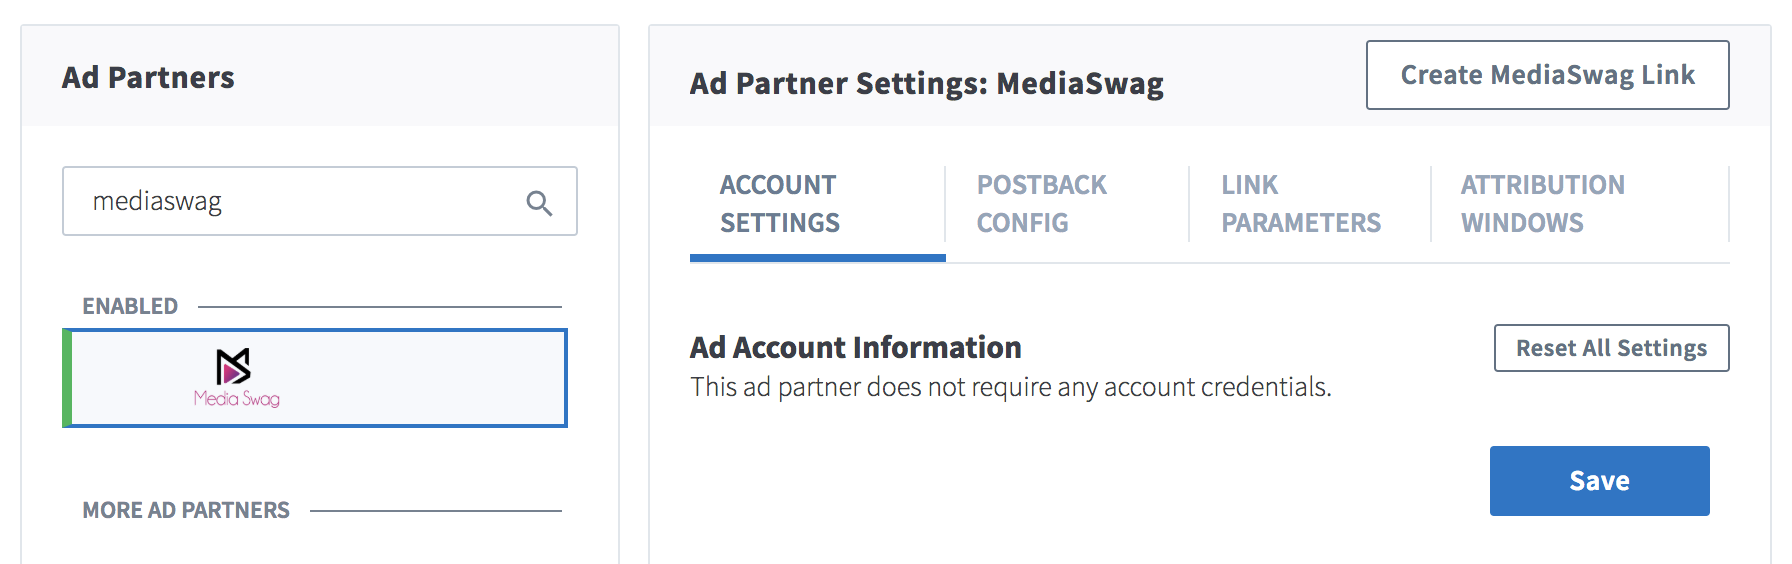 Ad Partners
mediaswag
ENABLED
Media Swag
MORE AD PARTNERS
Ad Partner Settings: MediaSwag
Create MediaSwag Link
ACCOUNT
SETTINGS
POSTBACK
CONFIG
LINK
PARAMETERS
ATTRIBUTION
WINDOWS
Ad Account Information
Reset All Settings
This ad partner does not require any account credentials.
Save